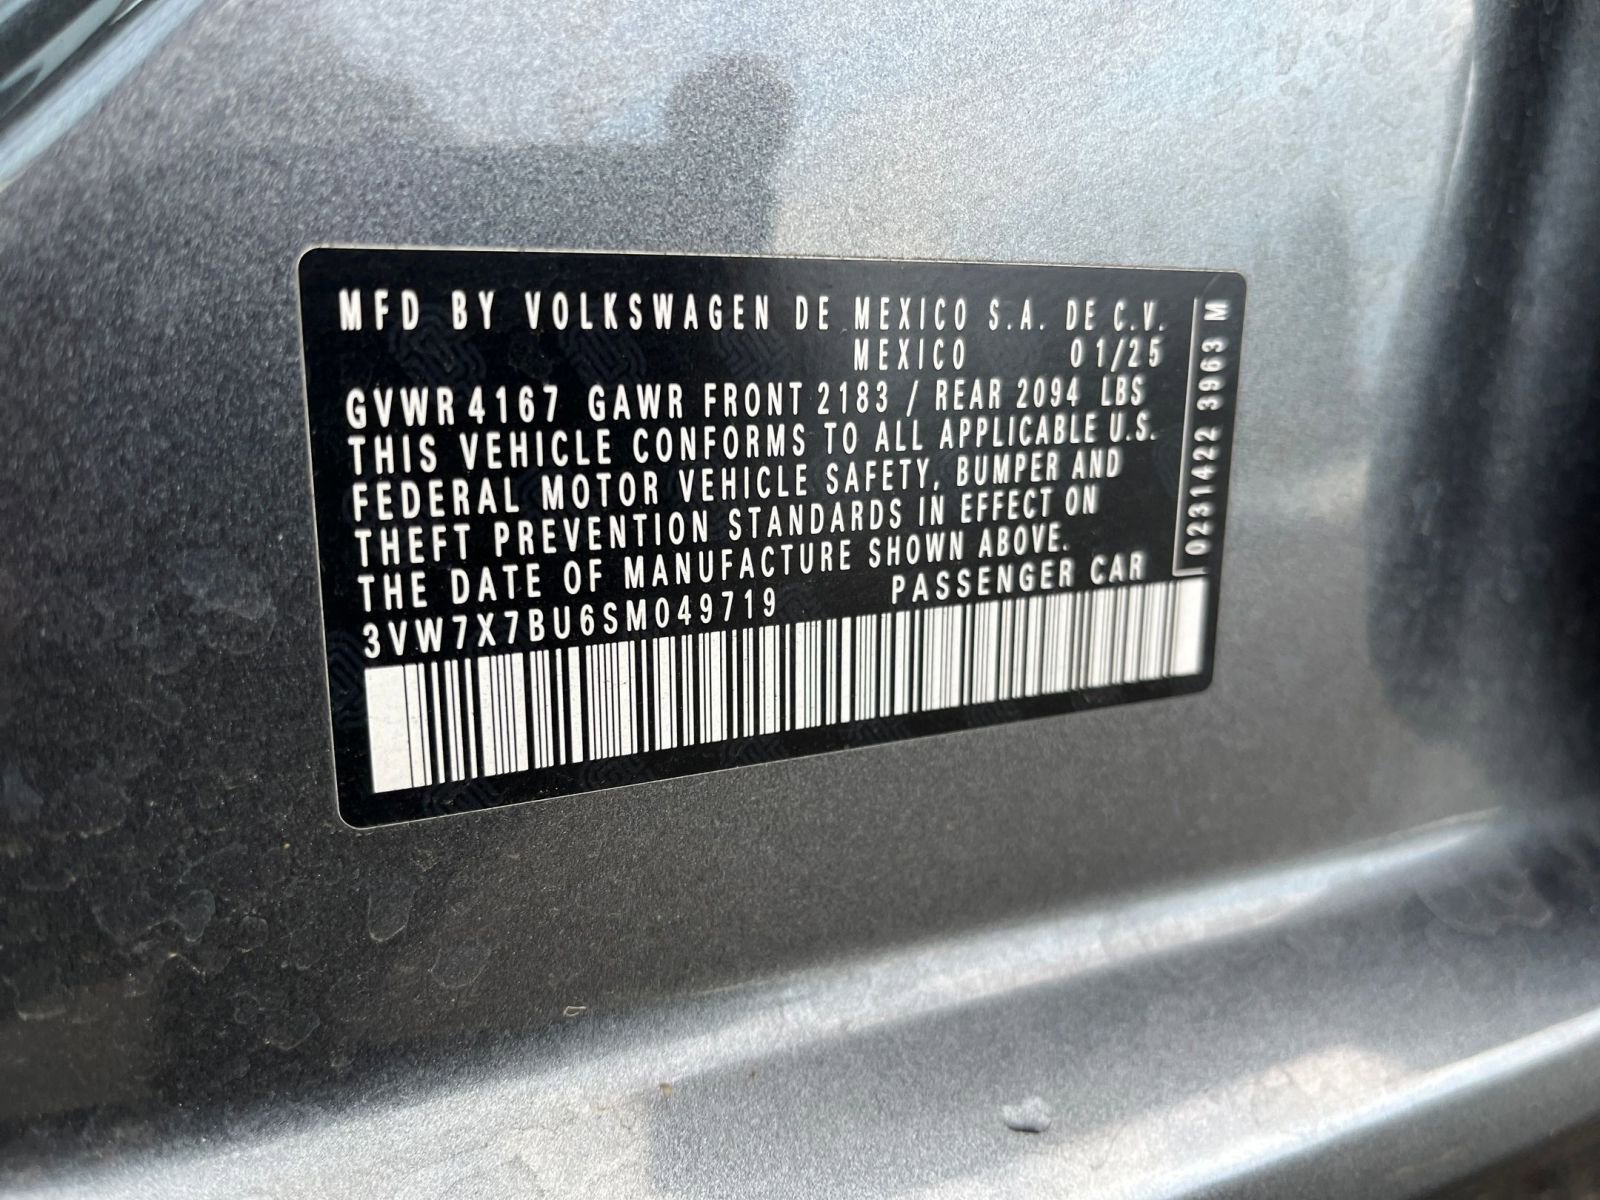 MFD BY VOLKSWAGEN DE MEXICO S.A. DE C.V.
MEXICO 01/25
GVWR 4167 GAWR FRONT 2183 / REAR 2094 LBS
THIS VEHICLE CONFORMS TO ALL APPLICABLE U.S.
FEDERAL MOTOR VEHICLE SAFETY, BUMPER AND
THEFT PREVENTION STANDARDS IN EFFECT ON
THE DATE OF MANUFACTURE SHOWN ABOVE.
3VW7X7BU6SM049719 PASSENGER CAR
0231422 3963 M